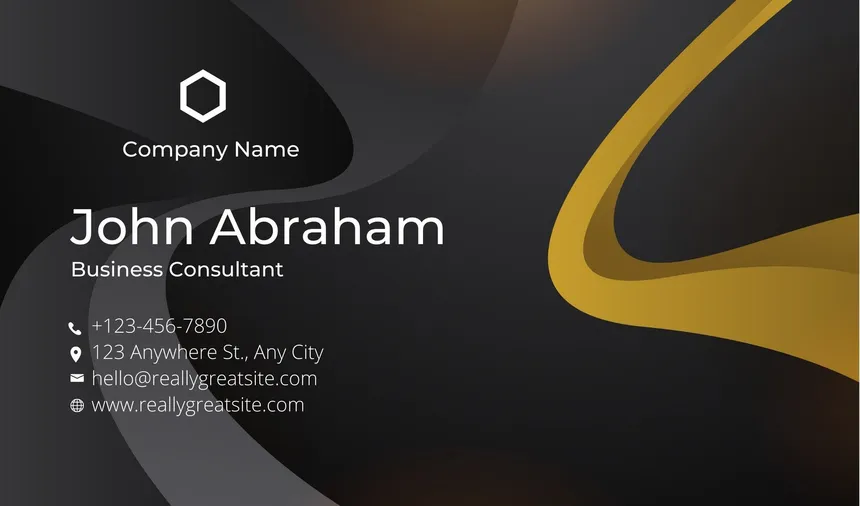 Company Name
John Abraham
Business Consultant
+123-456-7890
123 Anywhere St., Any City
hello@reallygreatsite.com
www.reallygreatsite.com